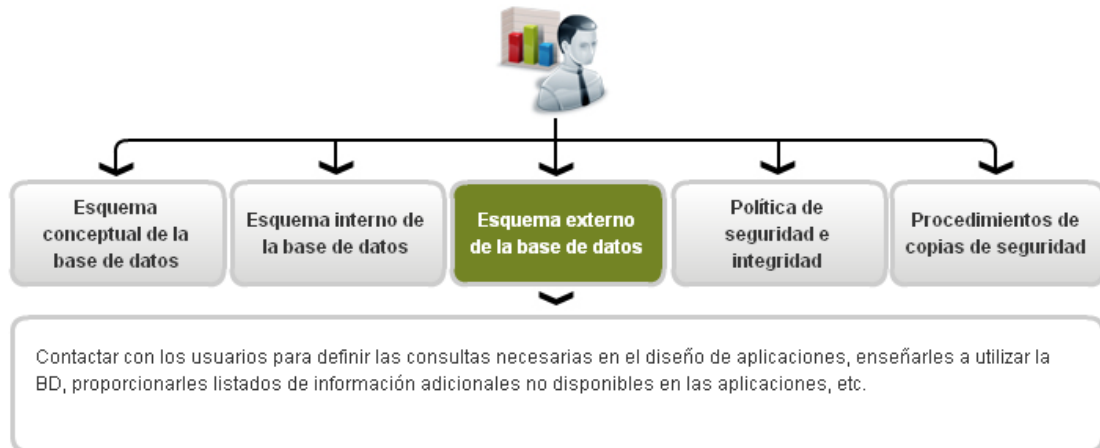 Esquema
conceptual de la
base de datos
Esquema interno de
la base de datos
Esquema externo
de la base de datos
Política de
seguridad e
integridad
Procedimientos de
copias de seguridad
Contactar con los usuarios para definir las consultas necesarias en el diseño de aplicaciones, enseñarles a utilizar la
BD, proporcionarles listados de información adicionales no disponibles en las aplicaciones, etc.